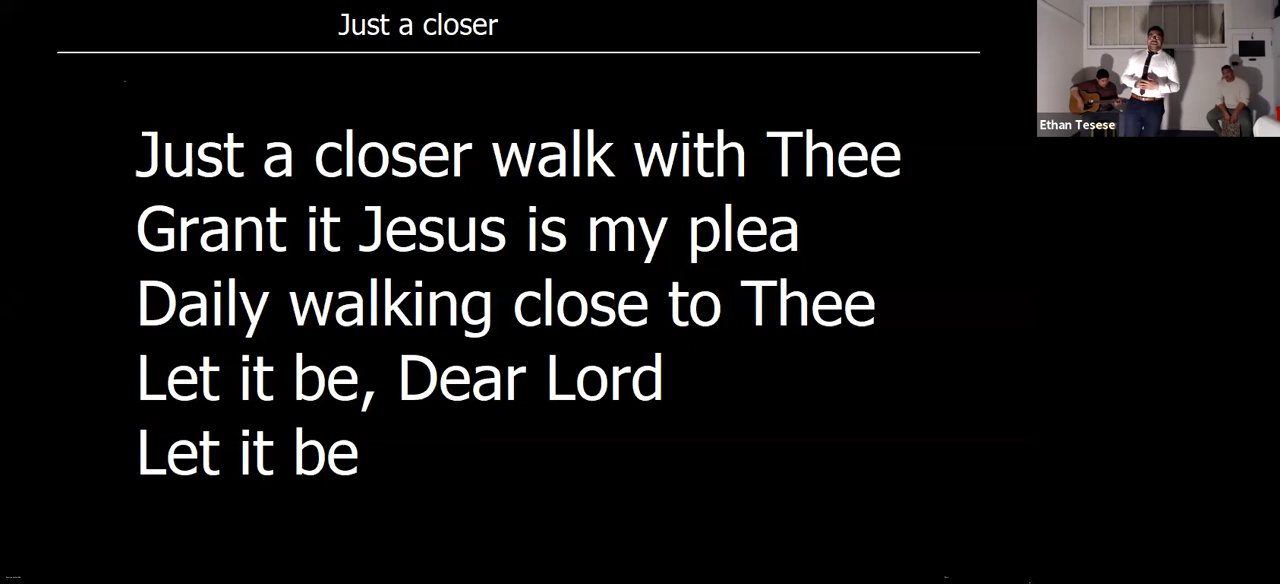 Just a closer
Just a closer walk with Thee
Grant it Jesus is my plea
Daily walking close to Thee
Let it be, Dear Lord
Let it be
Ethan Tesese